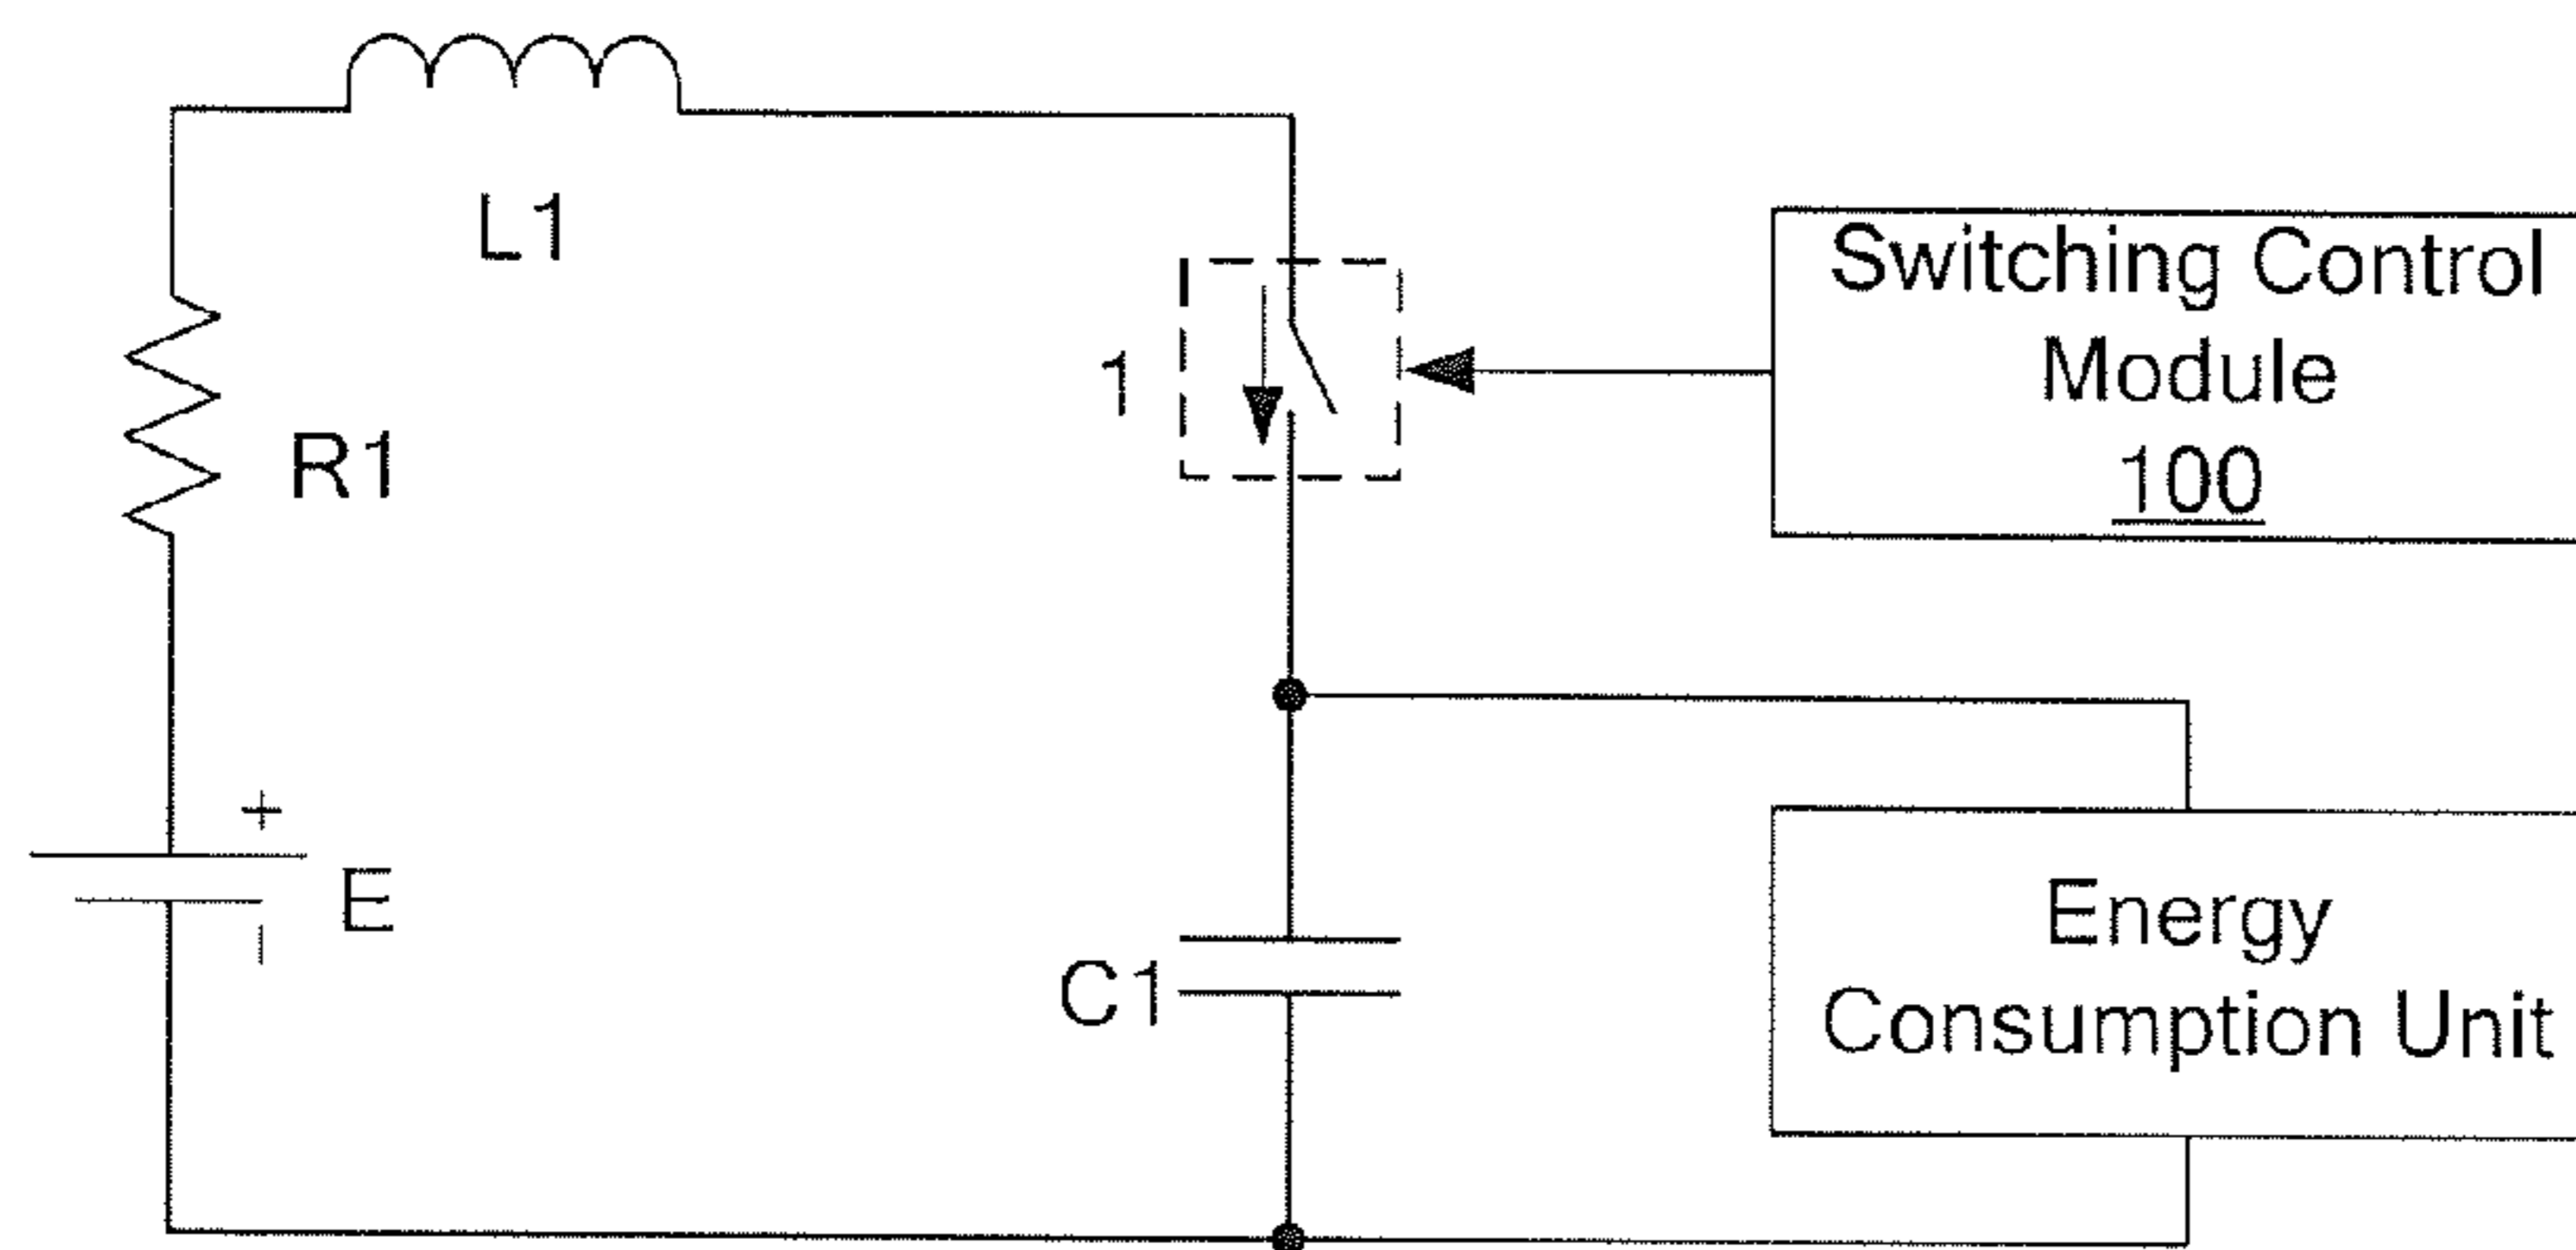 L1
Switching Control
Module
100
1
R1
+
E
Energy
Consumption Unit
C1